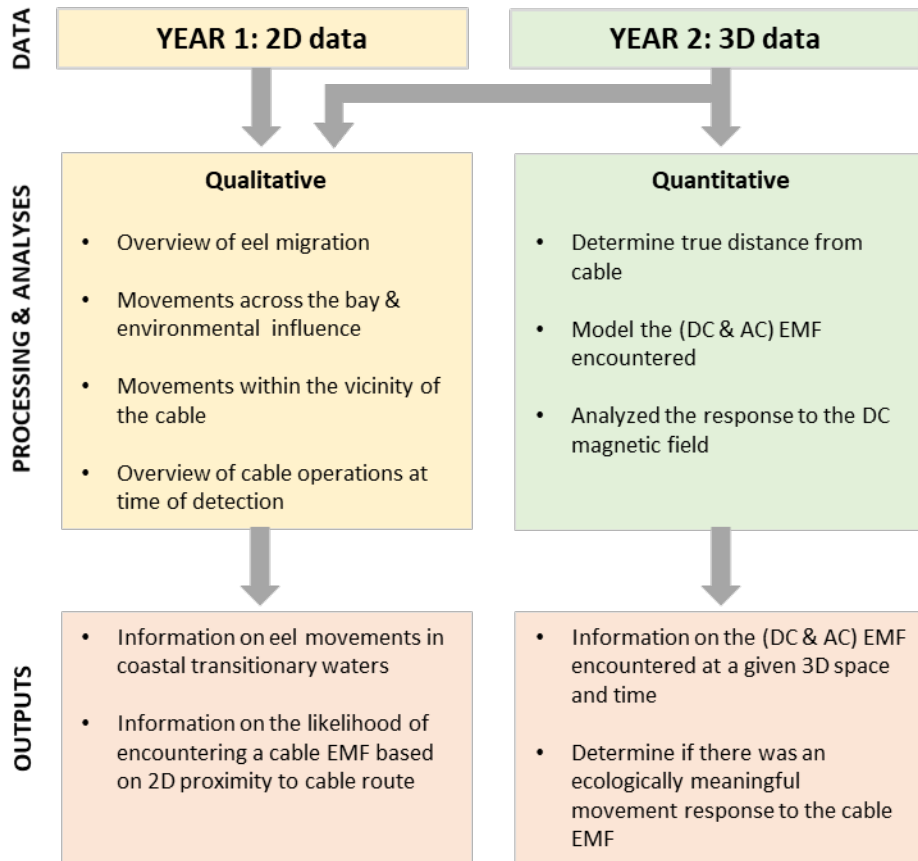 DATA
YEAR 1: 2D data
YEAR 2: 3D data
PROCESSING & ANALYSES
Qualitative
• Overview of eel migration
• Movements across the bay &
environmental influence
• Movements within the vicinity of
the cable
• Overview of cable operations at
time of detection
Quantitative
• Determine true distance from
cable
• Model the (DC & AC) EMF
encountered
• Analyzed the response to the DC
magnetic field
OUTPUTS
• Information on eel movements in
coastal transitionary waters
• Information on the likelihood of
encountering a cable EMF based
on 2D proximity to cable route
• Information on the (DC & AC) EMF
encountered at a given 3D space
and time
• Determine if there was an
ecologically meaningful
movement response to the cable
EMF